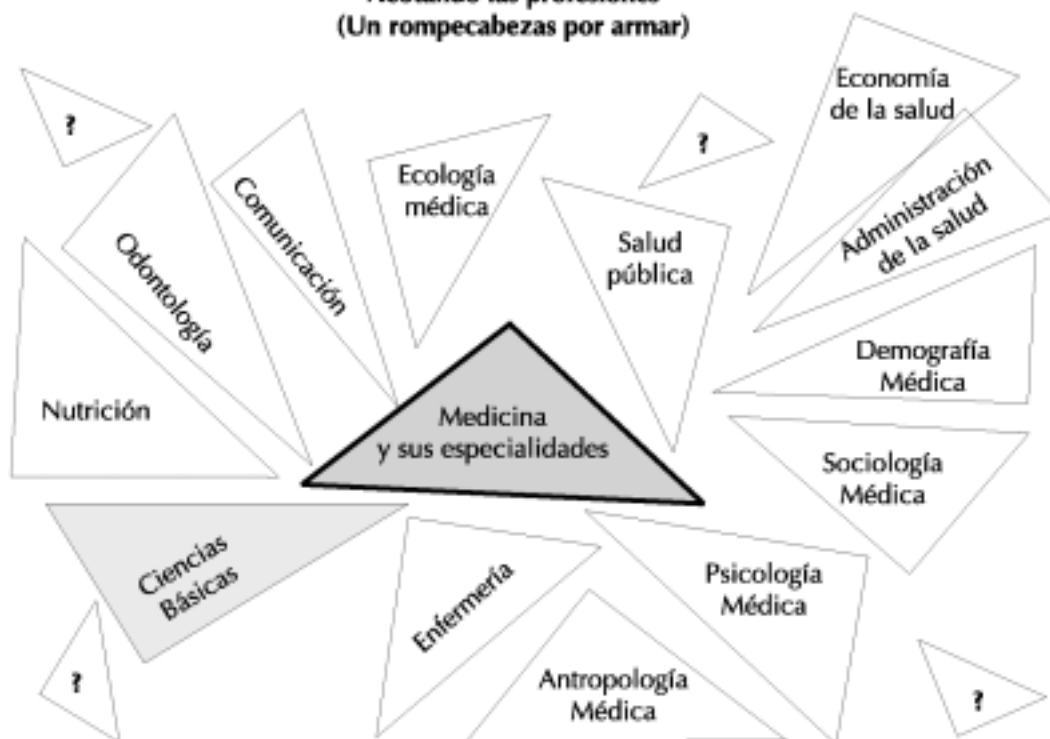 (Un rompecabezas por armar)
Economía
de la salud
?
?
Ecología
médica
Comunicación
Administración
de la salud
Odontología
Salud
pública
Demografía
Médica
Nutrición
Medicina
y sus especialidades
Sociología
Médica
Ciencias
Básicas
Enfermería
Psicología
Médica
?
Antropología
Médica
?